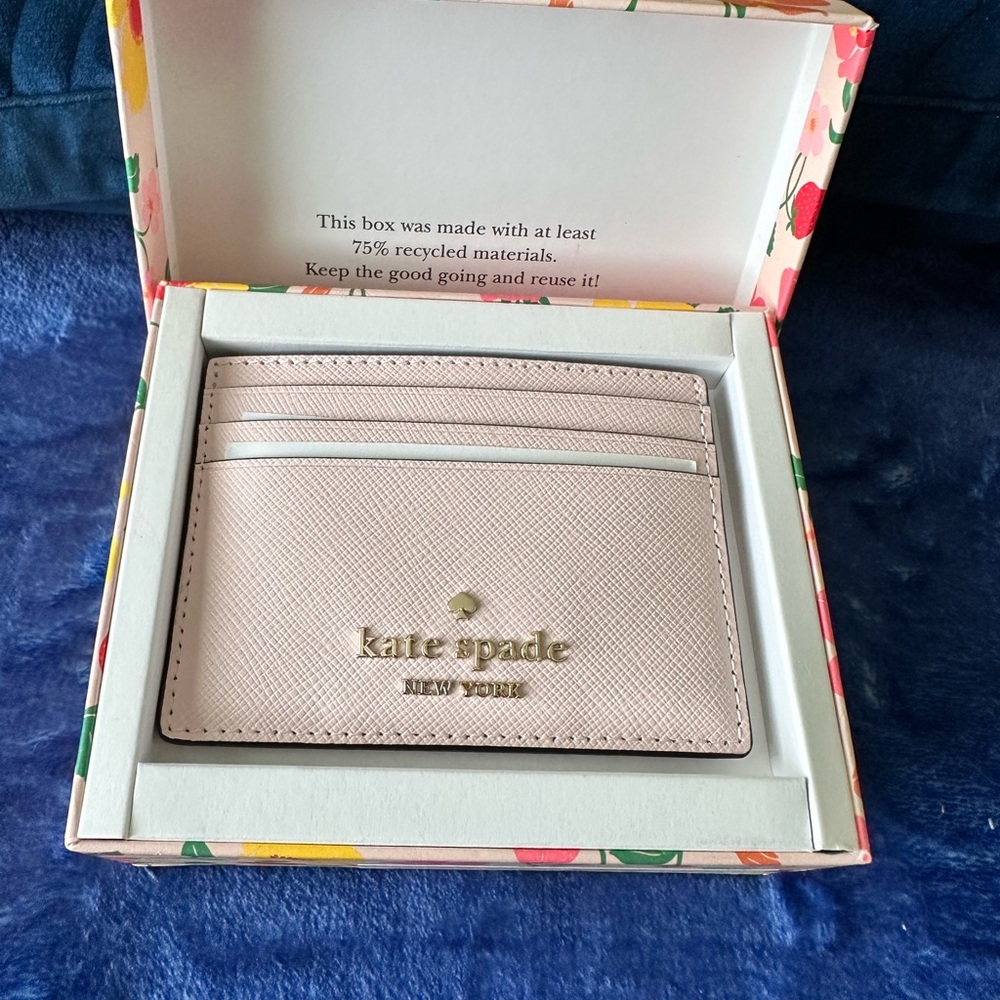 This box was made with at least
75% recycled materials.
Keep the good going and reuse it!
kate spade
NEW YORK